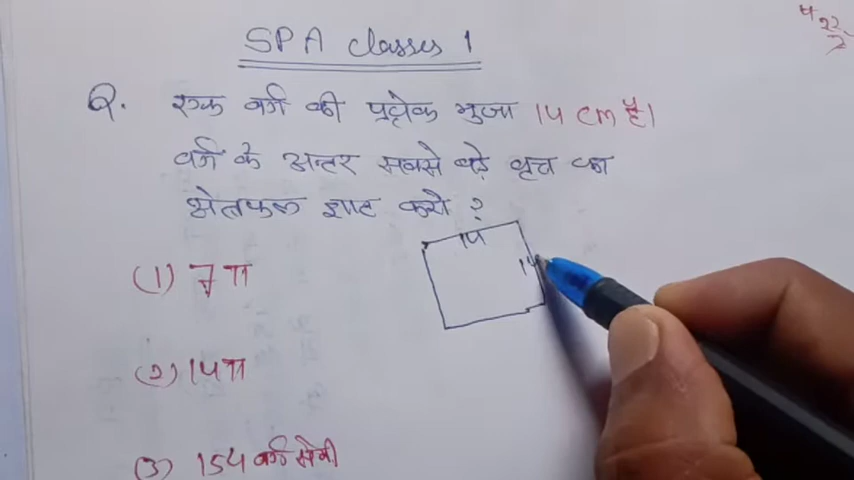 SPA Classes 1
Q. एक वर्ग की प्रत्येक भुजा 14 cm है।
वर्ग के अन्दर सबसे बड़े वृत्त का
क्षेत्रफल ज्ञात करो ?
14
14
(1) 7π
(2) 14π
(3) 154 वर्ग सेमी
22